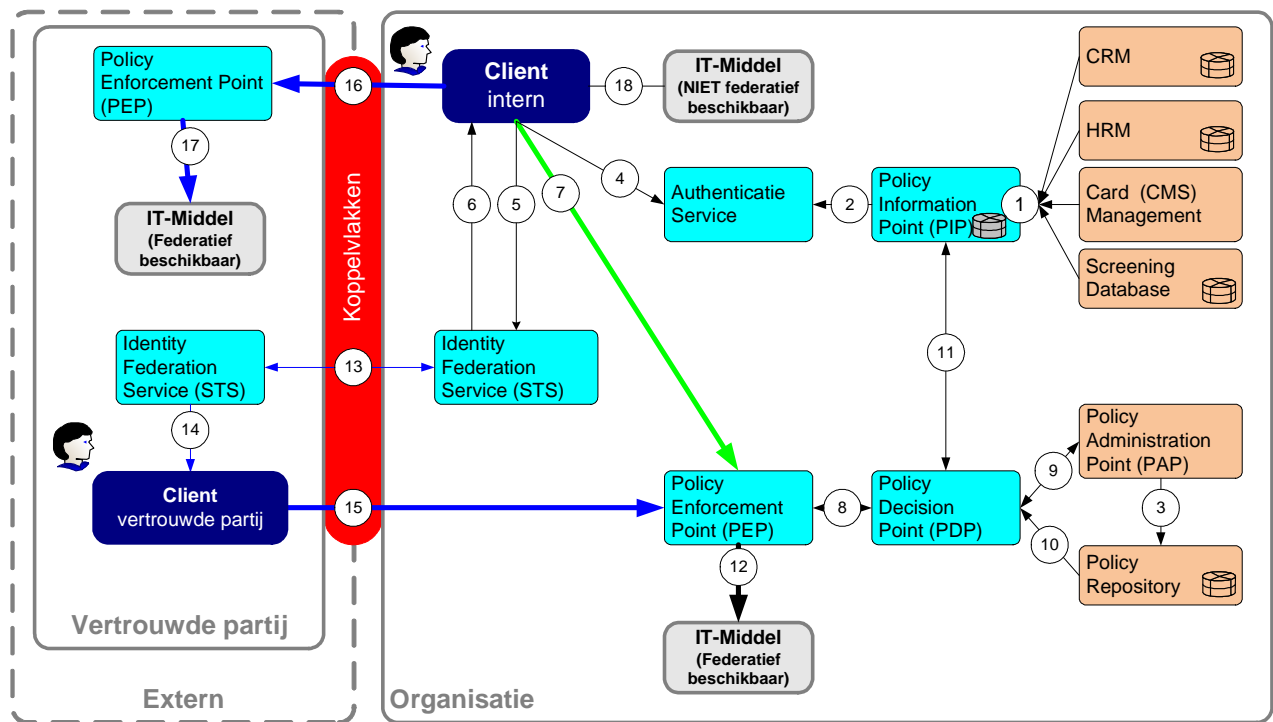 Policy
Enforcement Point
(PEP)
17
IT-Middel
(Federatief
beschikbaar)
Identity
Federation
Service (STS)
14
Client
vertrouwde partij
Vertrouwde partij
Extern
16
Koppelvlakken
13
15
Client
intern
18
IT-Middel
(NIET federatief
beschikbaar)
6
5
7
4
Authenticatie
Service
2
Policy
Information
Point (PIP)
1
CRM
HRM
Card (CMS)
Management
Screening
Database
Identity
Federation
Service (STS)
11
Policy
Enforcement
Point (PEP)
8
Policy
Decision
Point (PDP)
9
10
Policy
Administration
Point (PAP)
3
Policy
Repository
12
IT-Middel
(Federatief
beschikbaar)
Organisatie